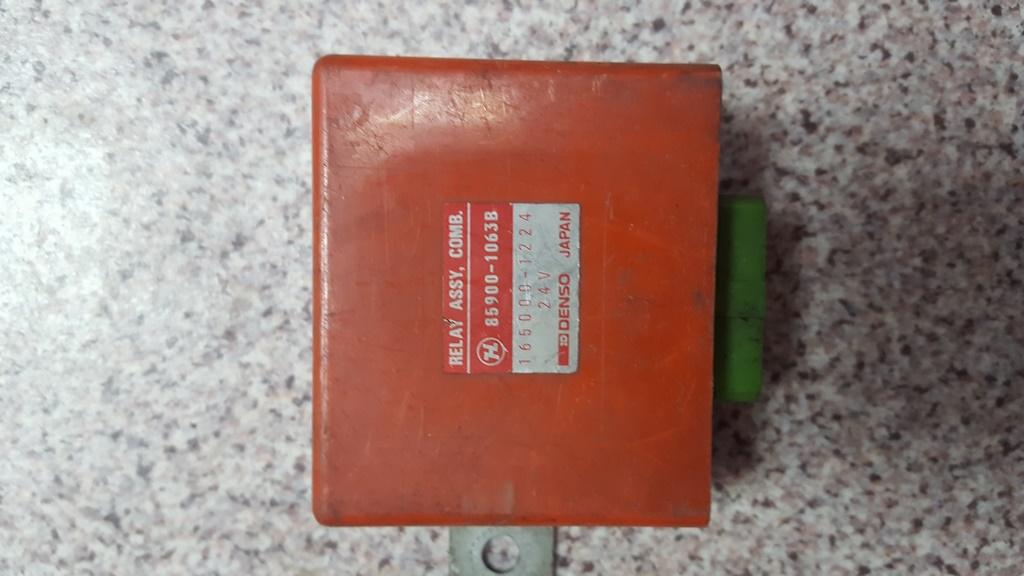 RELAY ASSY, COMB.
85900-1063B
165000-1224
24V
DENSO JAPAN